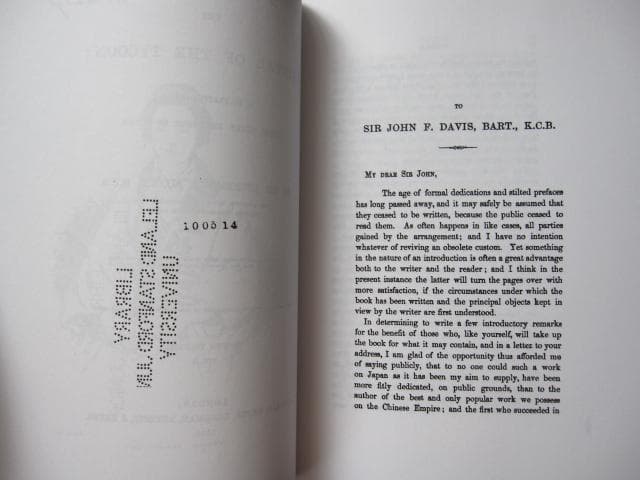 100514
LELAND STANFORD, JUN.
UNIVERSITY
LIBRARY
TO
SIR JOHN F. DAVIS, BART., K.C.B.
MY DEAR SIR JOHN,
The age of formal dedications and stilted prefaces
has long passed away, and it may safely be assumed that
they ceased to be written, because the public ceased to
read them. As often happens in like cases, all parties
gained by the arrangement; and I have no intention
whatever of reviving an obsolete custom. Yet something
in the nature of an introduction is often a great advantage
both to the writer and the reader; and I think in the
present instance the latter will turn the pages over with
more satisfaction, if the circumstances under which the
book has been written and the principal objects kept in
view by the writer are first understood.
In determining to write a few introductory remarks
for the benefit of those who, like yourself, will take up
the book for what it may contain, and in a letter to your
address, I am glad of the opportunity thus afforded me
of saying publicly, that to no one could such a work
on Japan as it has been my aim to supply, have been
more fitly dedicated, on public grounds, than to the
author of the best and only popular work we possess
on the Chinese Empire; and the first who succeeded in